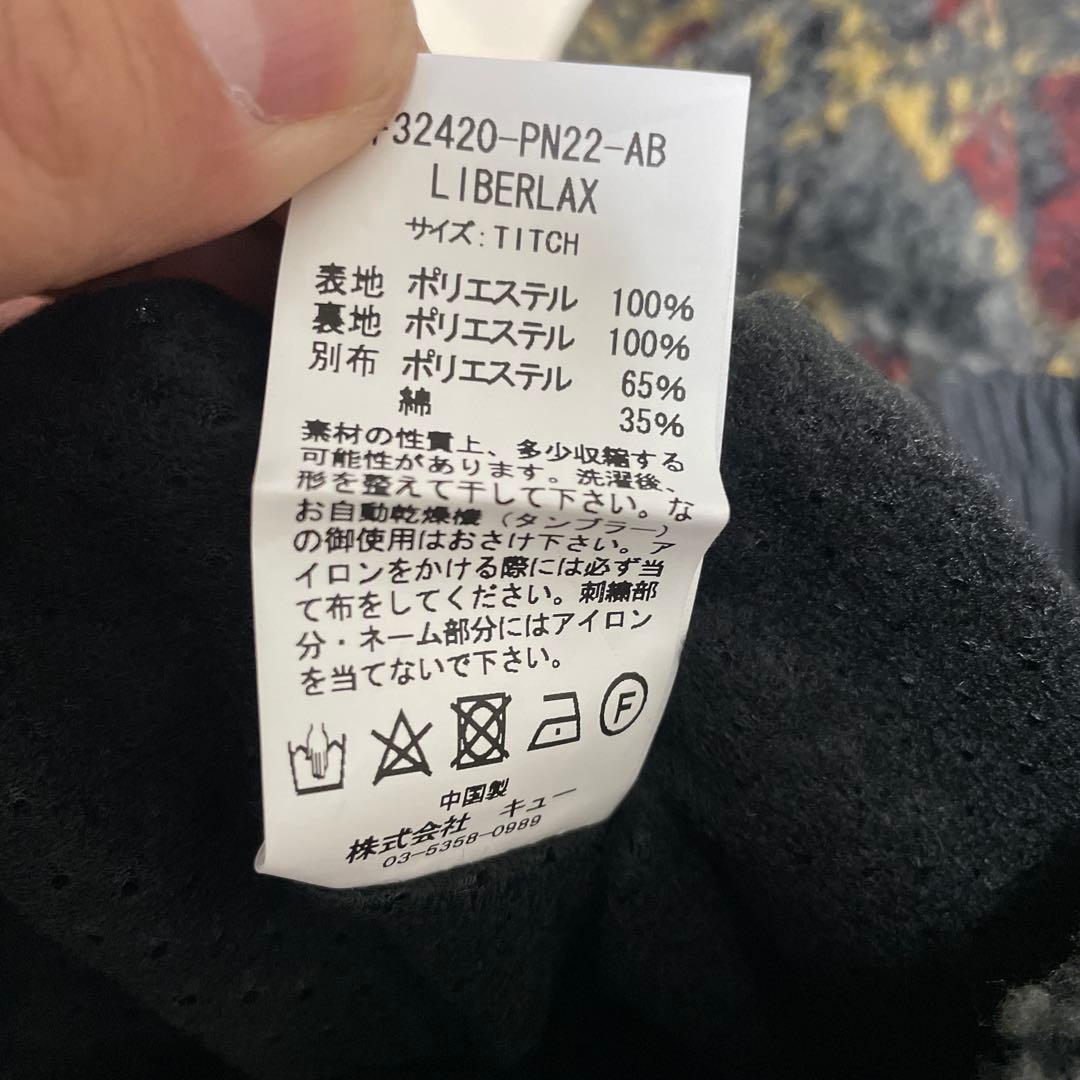 F32420-PN22-AB
LIBERLAX
サイズ:TITCH
表地 ポリエステル 100%
裏地 ポリエステル 100%
別布 ポリエステル 65%
綿 35%
素材の性質上、多少収縮する
可能性があります。洗濯後、
形を整えて干して下さい。な
お自動乾燥機(タンブラー)
の御使用はおさけ下さい。ア
イロンをかける際には必ず当
て布をしてください。刺繍部
分・ネーム部分にはアイロン
を当てないで下さい。
F
中国製
株式会社 キュー
03-5358-0989